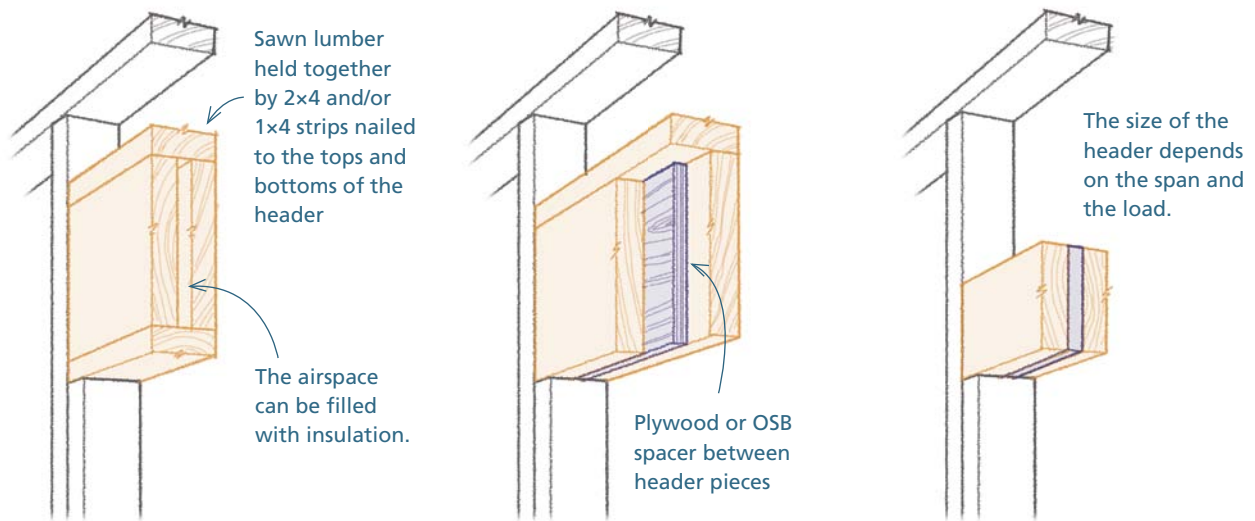 Sawn lumber
held together
by 2×4 and/or
1×4 strips nailed
to the tops and
bottoms of the
header
The airspace
can be filled
with insulation.
Plywood or OSB
spacer between
header pieces
The size of the
header depends
on the span and
the load.